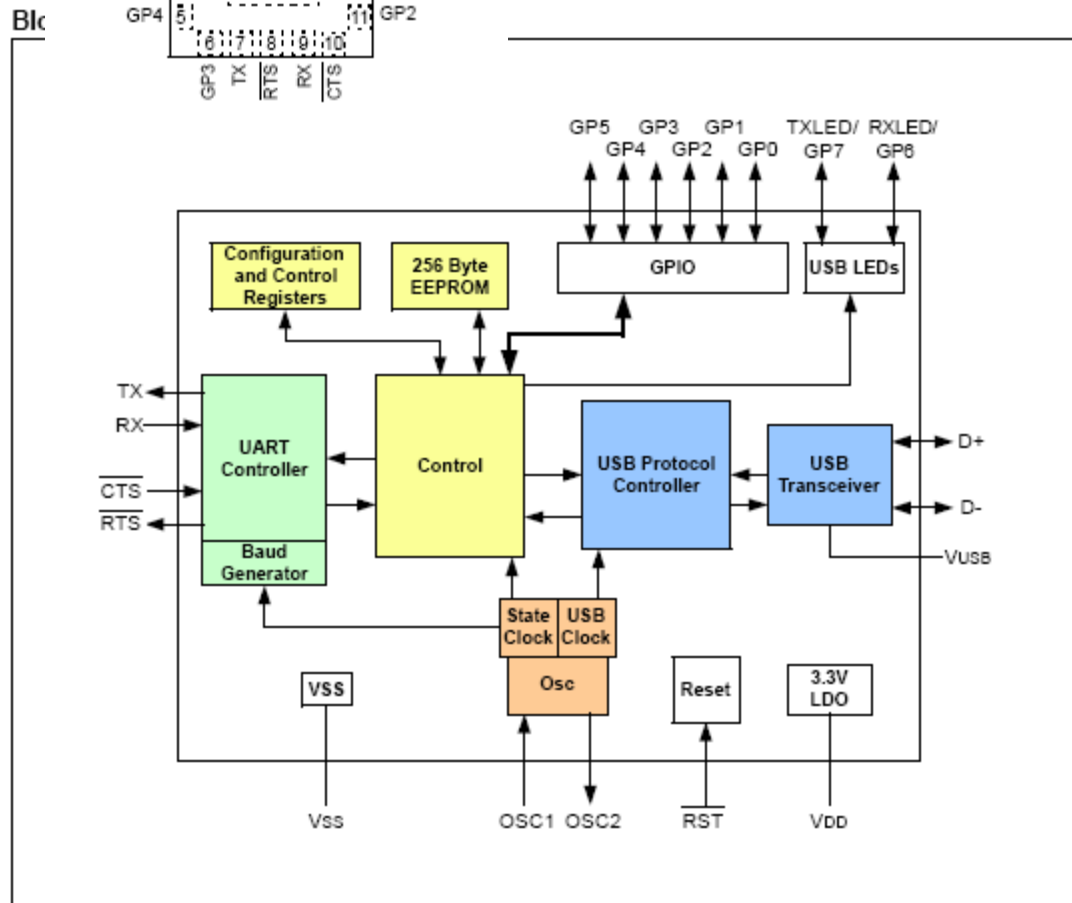 Blo
GP4 5 11 GP2
6 7 8 9 10
GP3 TX RTS RX CTS
GP5 GP3 GP1 TXLED/ RXLED/
GP4 GP2 GP0 GP7 GP6
Configuration
and Control
Registers
256 Byte
EEPROM
GPIO
USB LEDs
TX
RX
CTS
RTS
UART
Controller
Baud
Generator
Control
USB Protocol
Controller
USB
Transceiver
D+
D-
VUSB
State
Clock
USB
Clock
Osc
VSS
Reset
3.3V
LDO
VSS
OSC1 OSC2
RST
VDD